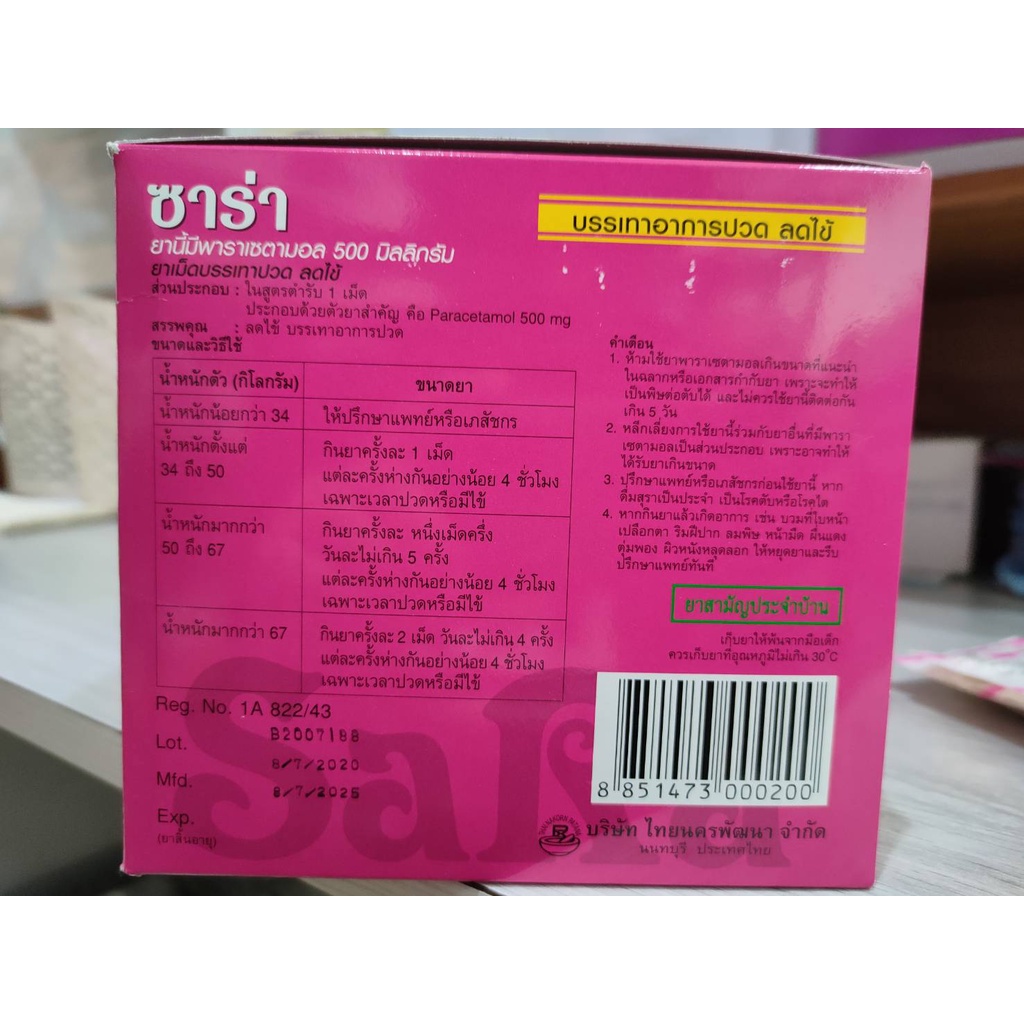 ซาร่า
ยานี้มีพาราเซตามอล 500 มิลลิกรัม
ยาเม็ดบรรเทาปวด ลดไข้
ส่วนประกอบ : ในสูตรตำรับ 1 เม็ด
ประกอบด้วยตัวยาสำคัญ คือ Paracetamol 500 mg
สรรพคุณ : ลดไข้ บรรเทาอาการปวด
ขนาดและวิธีใช้
น้ำหนักตัว (กิโลกรัม) ขนาดยา
น้ำหนักน้อยกว่า 34 ให้ปรึกษาแพทย์หรือเภสัชกร
น้ำหนักตั้งแต่ 34 ถึง 50
กินยาครั้งละ 1 เม็ด
แต่ละครั้งห่างกันอย่างน้อย 4 ชั่วโมง
เฉพาะเวลาปวดหรือมีไข้
น้ำหนักมากกว่า 50 ถึง 67
กินยาครั้งละ หนึ่งเม็ดครึ่ง
วันละไม่เกิน 5 ครั้ง
แต่ละครั้งห่างกันอย่างน้อย 4 ชั่วโมง
เฉพาะเวลาปวดหรือมีไข้
น้ำหนักมากกว่า 67
กินยาครั้งละ 2 เม็ด วันละไม่เกิน 4 ครั้ง
แต่ละครั้งห่างกันอย่างน้อย 4 ชั่วโมง
เฉพาะเวลาปวดหรือมีไข้
Reg. No. 1A 822/43
Lot. B2007188
Mfd. 8/7/2020
Exp. 8/7/2025
(ยาสิ้นอายุ)
Sara
บรรเทาอาการปวด ลดไข้
คำเตือน
1. ห้ามใช้ยาพาราเซตามอลเกินขนาดที่แนะนำ
ในฉลากหรือเอกสารกำกับยา เพราะจะทำให้
เป็นพิษต่อตับได้ และไม่ควรใช้ยานี้ติดต่อกัน
เกิน 5 วัน
2. หลีกเลี่ยงการใช้ยานี้ร่วมกับยาอื่นที่มีพารา
เซตามอลเป็นส่วนประกอบ เพราะอาจทำให้
ได้รับยาเกินขนาด
3. ปรึกษาแพทย์หรือเภสัชกรก่อนใช้ยานี้ หาก
ดื่มสุราเป็นประจำ เป็นโรคตับหรือโรคไต
4. หากกินยาแล้วเกิดอาการ เช่น บวมที่ใบหน้า
เปลือกตา ริมฝีปาก ลมพิษ หน้ามืด ผื่นแดง
ตุ่มพอง ผิวหนังหลุดลอก ให้หยุดยาและรีบ
ปรึกษาแพทย์ทันที
ยาสามัญประจำบ้าน
เก็บยาให้พ้นจากมือเด็ก
ควรเก็บยาที่อุณหภูมิไม่เกิน 30°C
8 851473 000200
บริษัท ไทยนครพัฒนา จำกัด
นนทบุรี ประเทศไทย